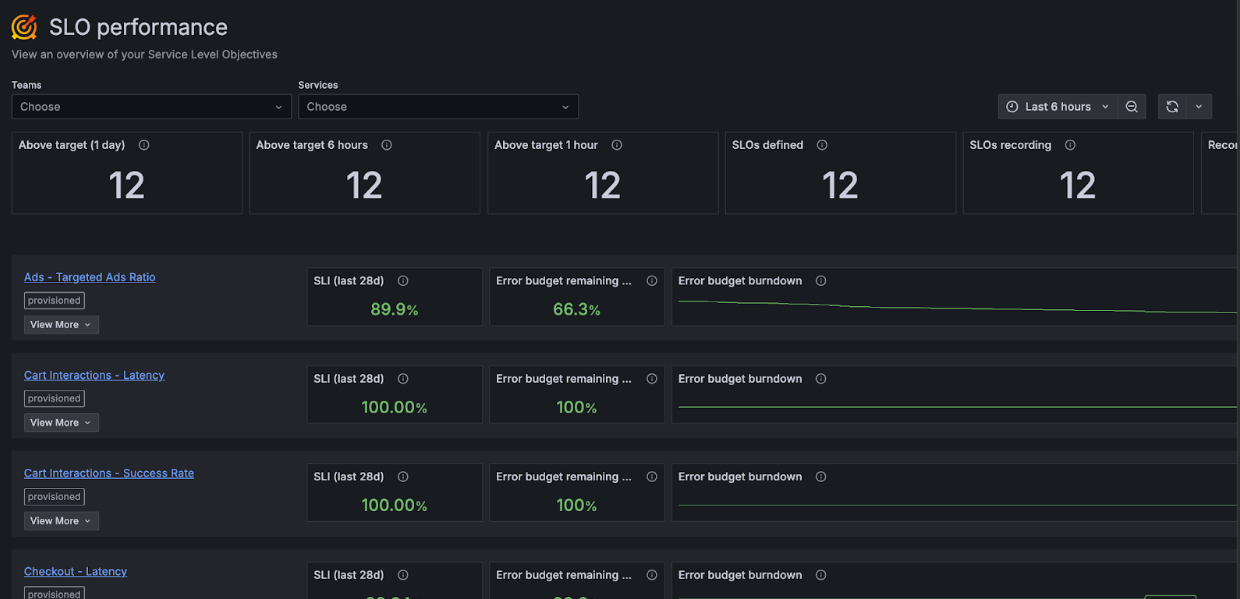 SLO performance
View an overview of your Service Level Objectives
Teams
Services
Choose
Choose
Last 6 hours
Above target (1 day)
12
Above target 6 hours
12
Above target 1 hour
12
SLOs defined
12
SLOs recording
12
Recor
Ads - Targeted Ads Ratio
provisioned
View More
SLI (last 28d)
89.9%
Error budget remaining ...
66.3%
Error budget burndown
Cart Interactions - Latency
provisioned
View More
SLI (last 28d)
100.00%
Error budget remaining ...
100%
Error budget burndown
Cart Interactions - Success Rate
provisioned
View More
SLI (last 28d)
100.00%
Error budget remaining ...
100%
Error budget burndown
Checkout - Latency
provisioned
SLI (last 28d)
Error budget remaining ...
Error budget burndown